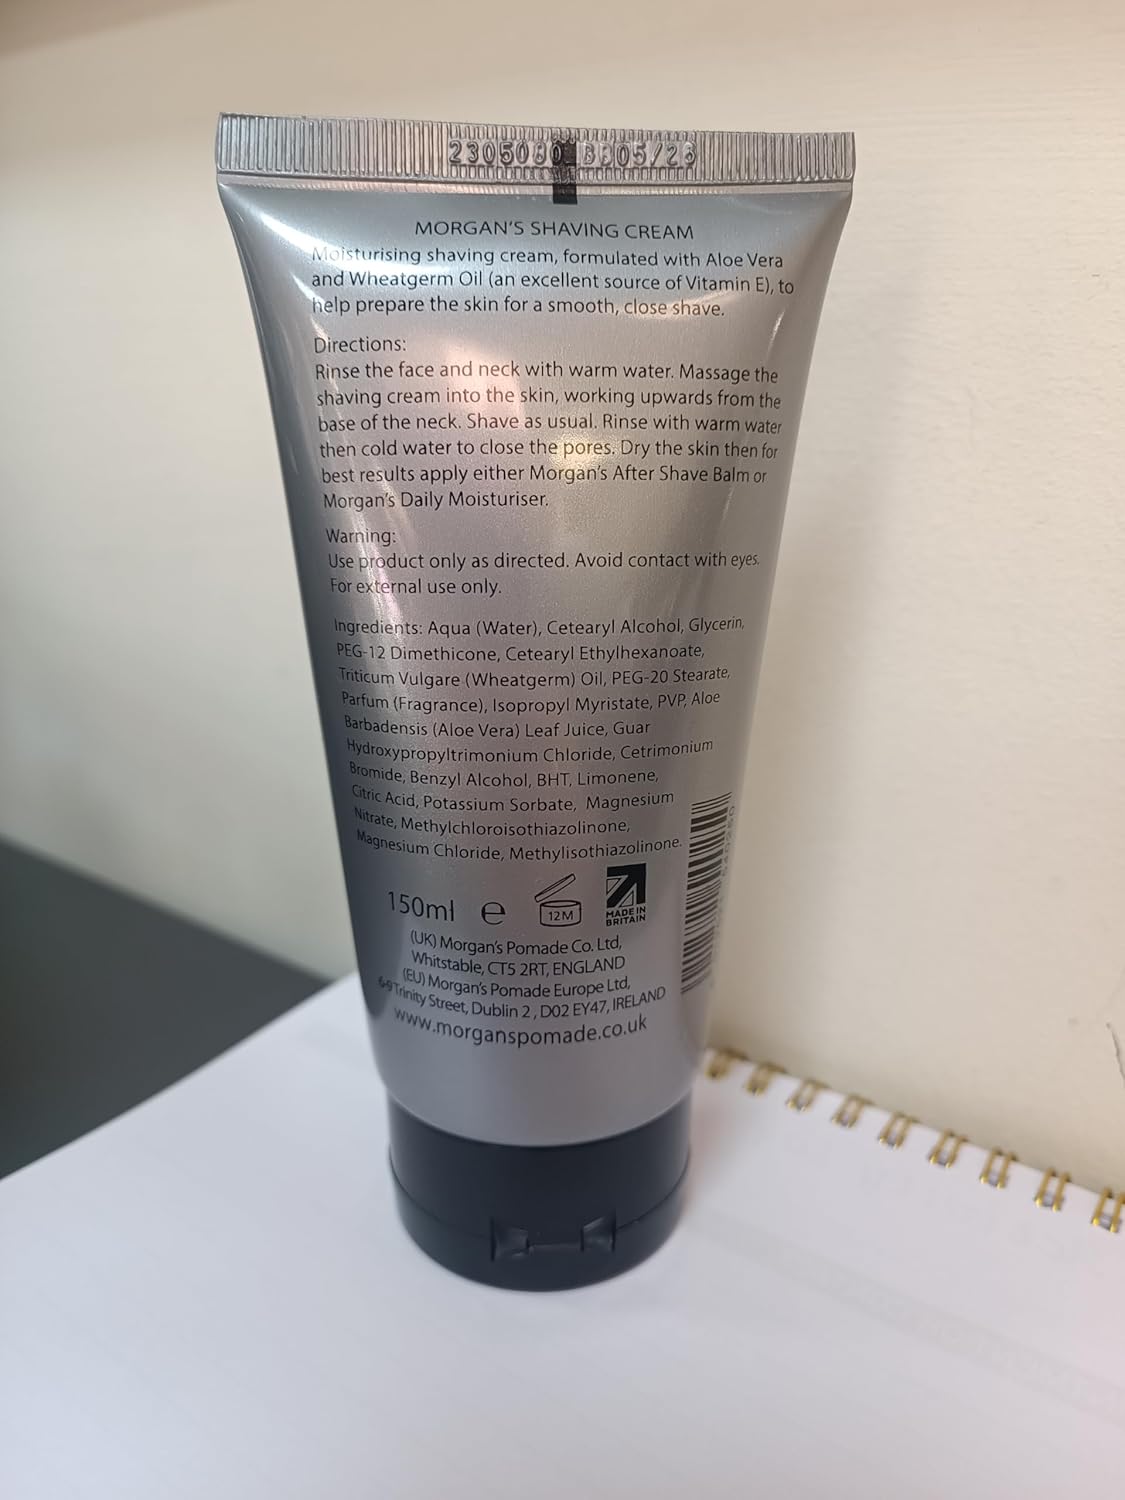 2305080 BB05/26
MORGAN'S SHAVING CREAM
Moisturising shaving cream, formulated with Aloe Vera
and Wheatgerm Oil (an excellent source of Vitamin E), to
help prepare the skin for a smooth, close shave.
Directions:
Rinse the face and neck with warm water. Massage the
shaving cream into the skin, working upwards from the
base of the neck. Shave as usual. Rinse with warm water
then cold water to close the pores. Dry the skin then for
best results apply either Morgan's After Shave Balm or
Morgan's Daily Moisturiser.
Warning:
Use product only as directed. Avoid contact with eyes.
For external use only.
Ingredients: Aqua (Water), Cetearyl Alcohol, Glycerin,
PEG-12 Dimethicone, Cetearyl Ethylhexanoate,
Triticum Vulgare (Wheatgerm) Oil, PEG-20 Stearate,
Parfum (Fragrance), Isopropyl Myristate, PVP, Aloe
Barbadensis (Aloe Vera) Leaf Juice, Guar
Hydroxypropyltrimonium Chloride, Cetrimonium
Bromide, Benzyl Alcohol, BHT, Limonene,
Citric Acid, Potassium Sorbate, Magnesium
Nitrate, Methylchloroisothiazolinone,
Magnesium Chloride, Methylisothiazolinone.
150ml e 12M MADE IN
BRITAIN
(UK) Morgan's Pomade Co. Ltd,
Whitstable, CT5 2RT, ENGLAND
(EU) Morgan's Pomade Europe Ltd,
6-9 Trinity Street, Dublin 2, D02 EY47, IRELAND
www.morganspomade.co.uk